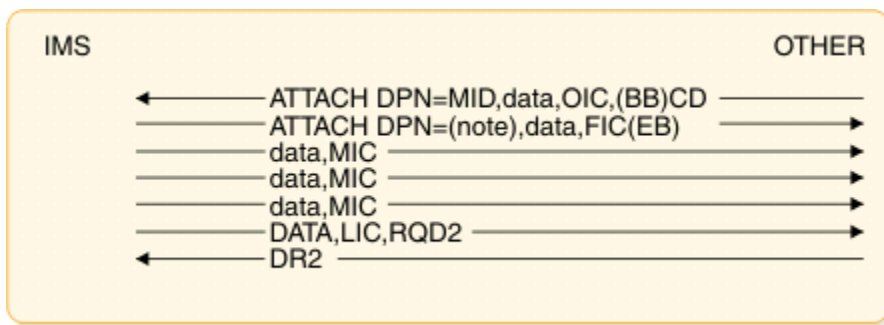 IMS OTHER
ATTACH DPN=MID,data,OIC,(BB)CD
ATTACH DPN=(note),data,FIC(EB)
data,MIC
data,MIC
data,MIC
DATA,LIC,RQD2
DR2